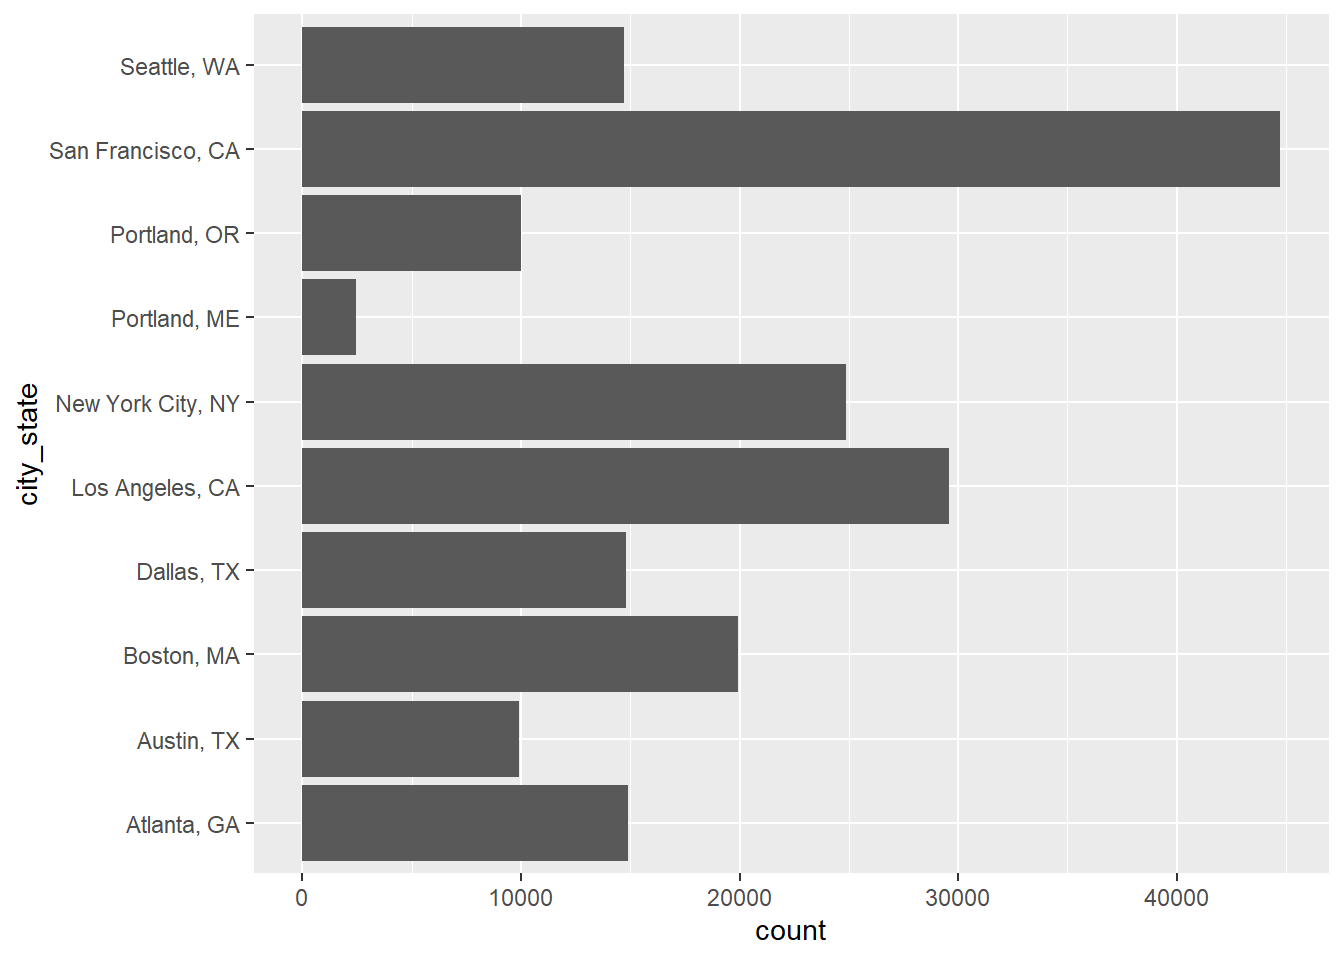 Seattle, WA
San Francisco, CA
Portland, OR
Portland, ME
New York City, NY
Los Angeles, CA
Dallas, TX
Boston, MA
Austin, TX
Atlanta, GA
city_state
0 10000 20000 30000 40000
count